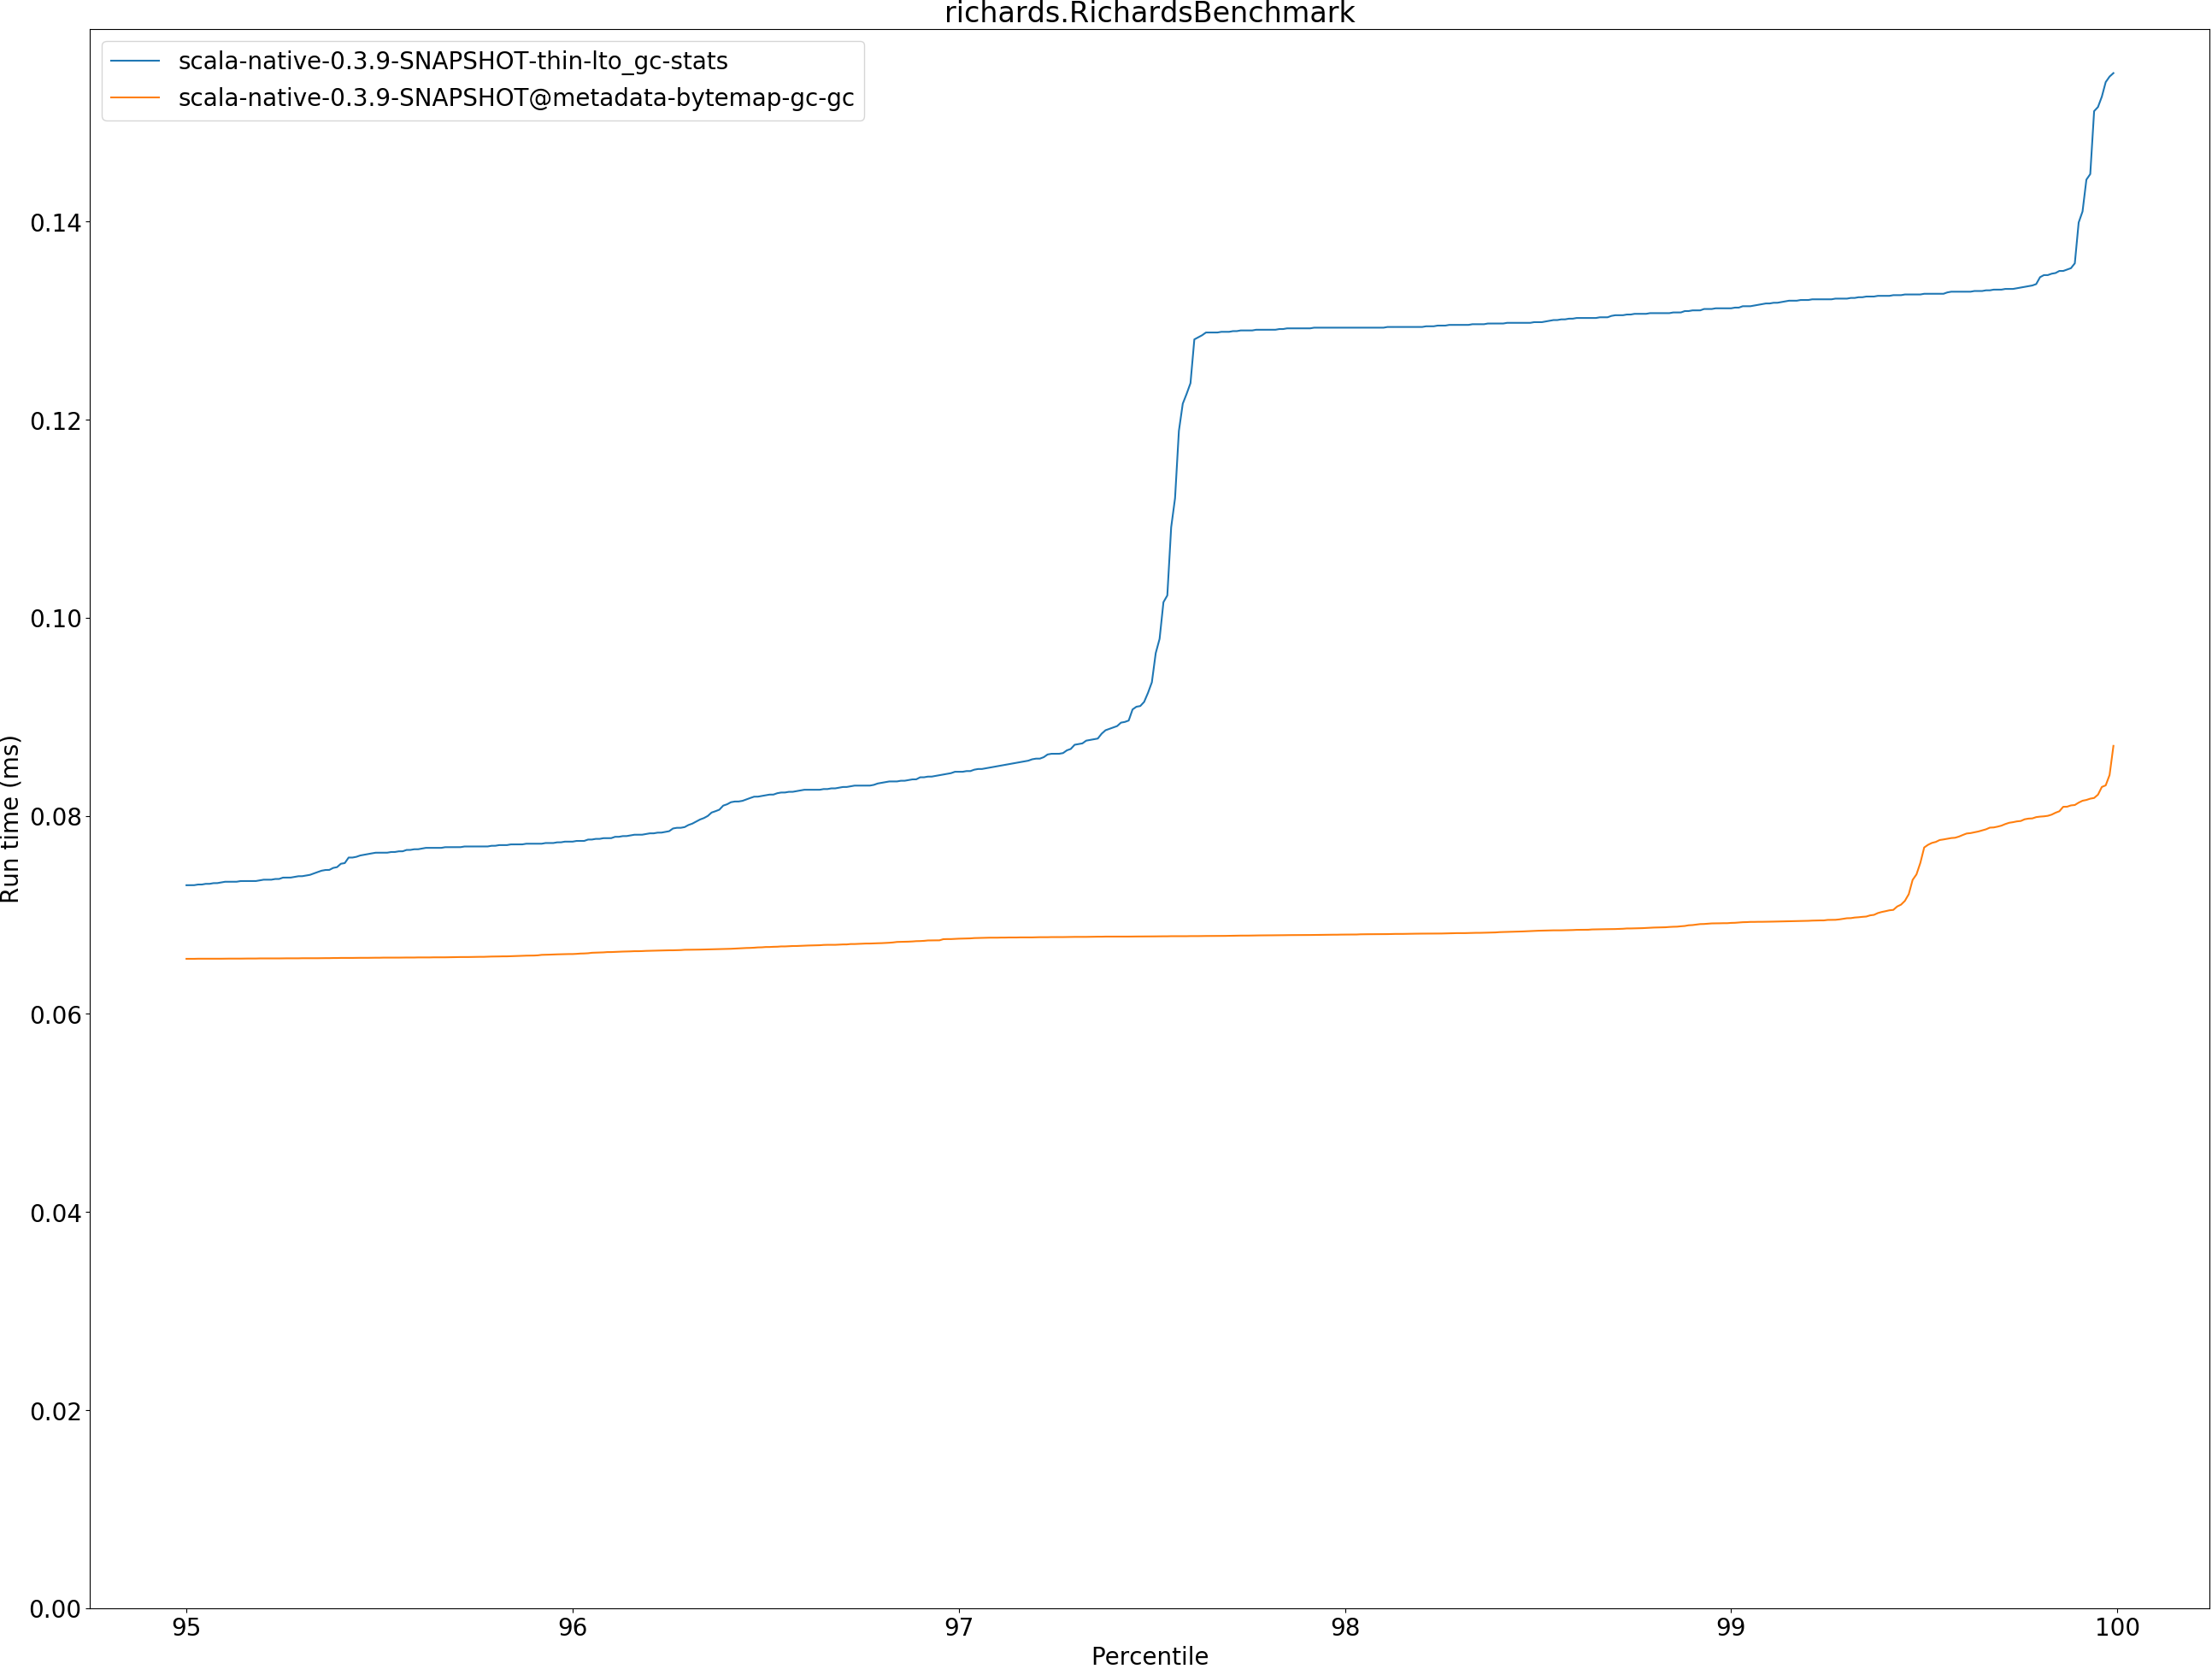 richards.RichardsBenchmark
scala-native-0.3.9-SNAPSHOT-thin-lto_gc-stats
scala-native-0.3.9-SNAPSHOT@metadata-bytemap-gc-gc
Run time (ms)
0.14
0.12
0.10
0.08
0.06
0.04
0.02
0.00
95 96 97 98 99 100
Percentile